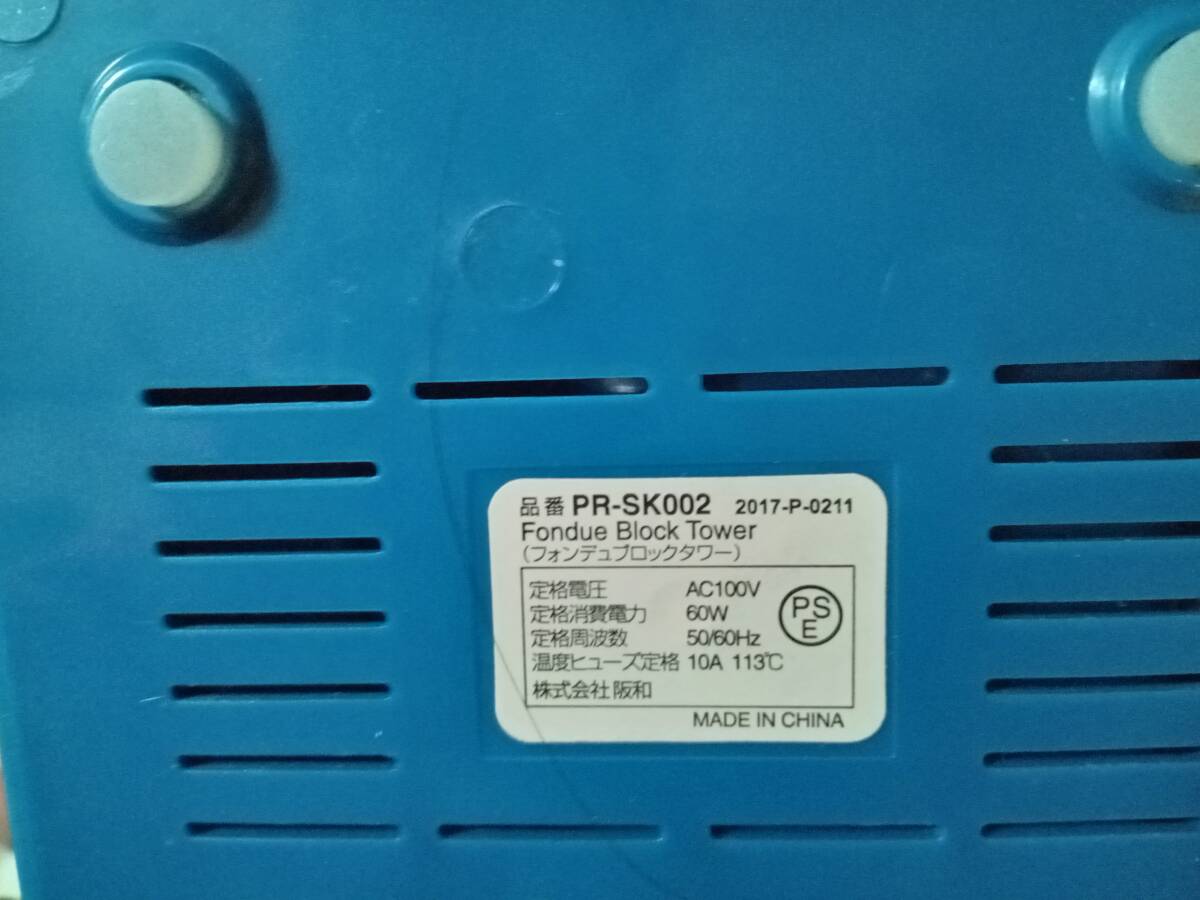 品番 PR-SK002 2017-P-0211
Fondue Block Tower
(フォンデュブロックタワー)
定格電圧 AC100V
定格消費電力 60W
定格周波数 50/60Hz
温度ヒューズ定格 10A 113℃
株式会社 阪和
PS
E
MADE IN CHINA